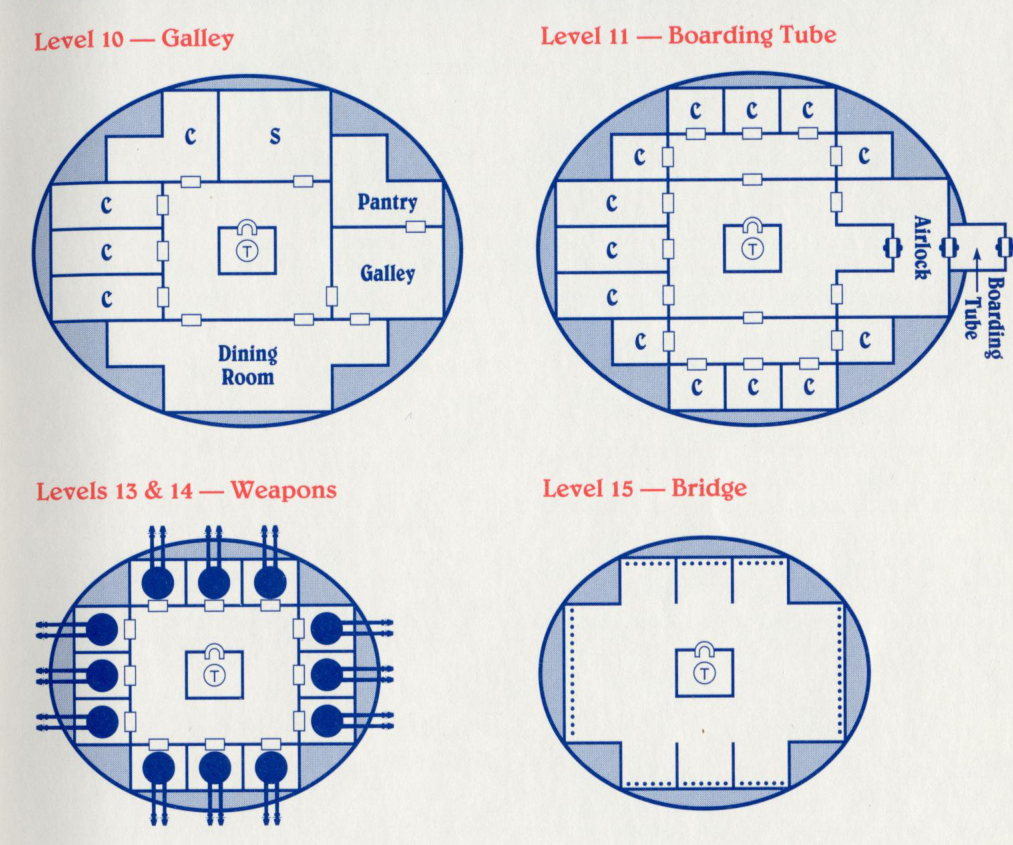 Level 10 — Galley
C
S
C
Pantry
C
T
Galley
C
Dining
Room
Level 11 — Boarding Tube
C
C
C
C
C
C
C
T
Airlock
C
Boarding
Tube
C
C
C
C
C
Levels 13 & 14 — Weapons
T
Level 15 — Bridge
T